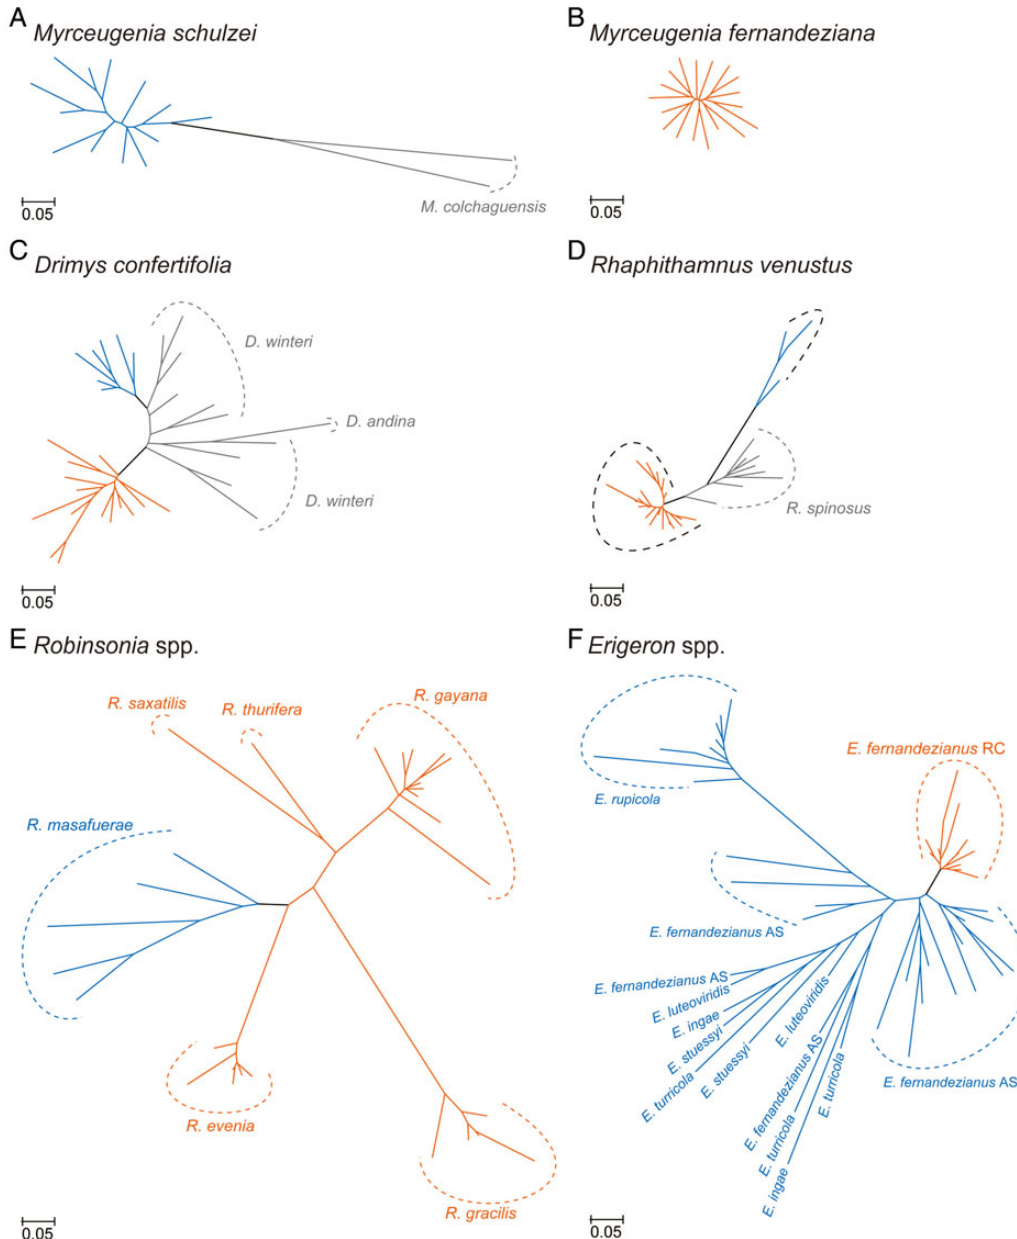 A Myrceugenia schulzei
M. colchaguensis
0.05
B Myrceugenia fernandeziana
0.05
C Drimys confertifolia
D. winteri
D. andina
D. winteri
0.05
D Rhaphithamnus venustus
R. spinosus
0.05
E Robinsonia spp.
R. saxatilis
R. thurifera
R. gayana
R. masafuerae
R. evenia
R. gracilis
0.05
F Erigeron spp.
E. fernandezianus RC
E. rupicola
E. fernandezianus AS
E. fernandezianus AS
E. luteoviridis
E. ingae
E. stuessyi
E. turricola
E. stuessyi
E. luteoviridis
E. fernandezianus AS
E. turricola
E. ingae
E. turricola
E. fernandezianus AS
0.05